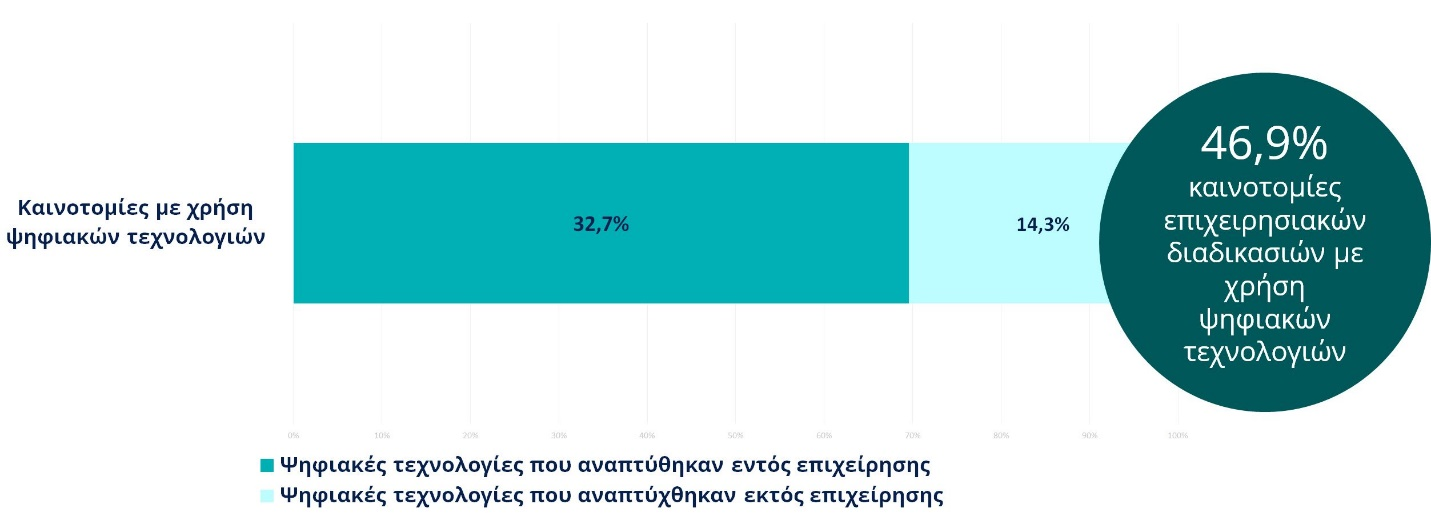 46,9%
καινοτομίες
επιχειρησιακών
διαδικασιών με
χρήση
ψηφιακών
τεχνολογιών
Καινοτομίες με χρήση
ψηφιακών τεχνολογιών
32,7%
14,3%
0% 10% 20% 30% 40% 50% 60% 70% 80% 90% 100%
Ψηφιακές τεχνολογίες που αναπτύθηκαν εντός επιχείρησης
Ψηφιακές τεχνολογίες που αναπτύχθηκαν εκτός επιχείρησης